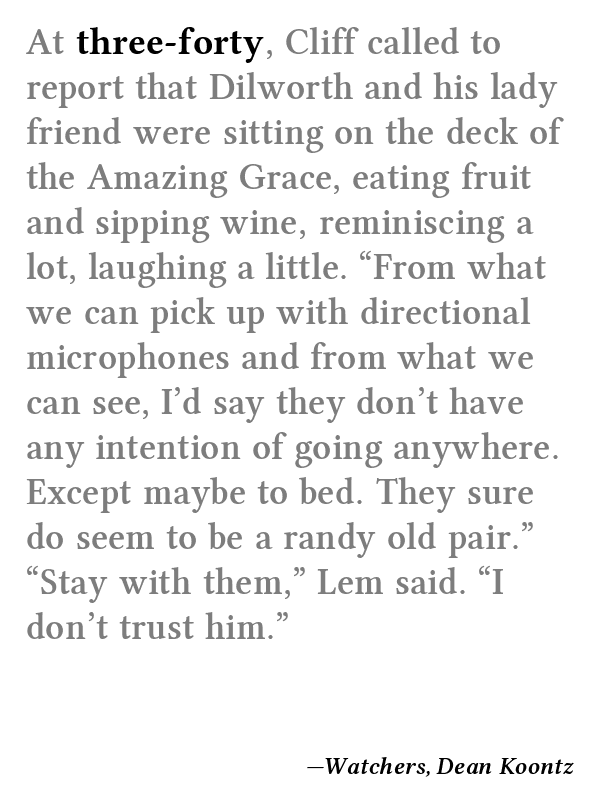 At three-forty, Cliff called to
report that Dilworth and his lady
friend were sitting on the deck of
the Amazing Grace, eating fruit
and sipping wine, reminiscing a
lot, laughing a little. “From what
we can pick up with directional
microphones and from what we
can see, I’d say they don’t have
any intention of going anywhere.
Except maybe to bed. They sure
do seem to be a randy old pair.”
“Stay with them,” Lem said. “I
don’t trust him.”
—Watchers, Dean Koontz